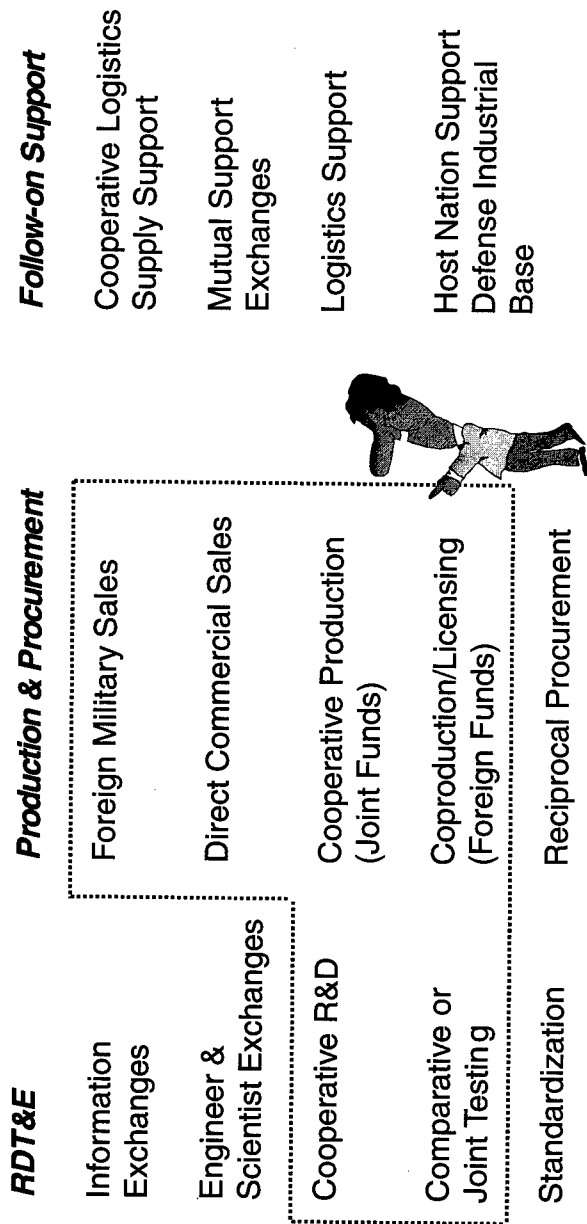 RDT&E
Information
Exchanges
Engineer &
Scientist Exchanges
Cooperative R&D
Comparative or
Joint Testing
Standardization
Production & Procurement
Foreign Military Sales
Direct Commercial Sales
Cooperative Production
(Joint Funds)
Coproduction/Licensing
(Foreign Funds)
Reciprocal Procurement
Follow-on Support
Cooperative Logistics
Supply Support
Mutual Support
Exchanges
Logistics Support
Host Nation Support
Defense Industrial
Base